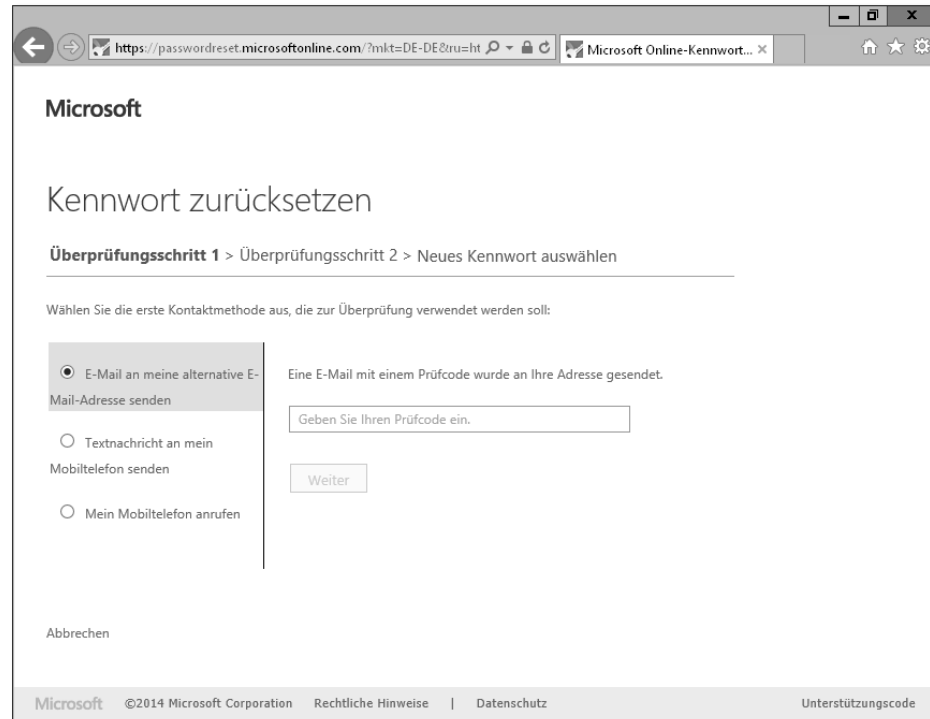 https://passwordreset.microsoftonline.com/?mkt=DE-DE&ru=ht
Microsoft Online-Kennwort...
Microsoft
Kennwort zurücksetzen
Überprüfungsschritt 1 > Überprüfungsschritt 2 > Neues Kennwort auswählen
Wählen Sie die erste Kontaktmethode aus, die zur Überprüfung verwendet werden soll:
E-Mail an meine alternative E-
Mail-Adresse senden
Textnachricht an mein
Mobiltelefon senden
Mein Mobiltelefon anrufen
Eine E-Mail mit einem Prüfcode wurde an Ihre Adresse gesendet.
Geben Sie Ihren Prüfcode ein.
Weiter
Abbrechen
Microsoft ©2014 Microsoft Corporation Rechtliche Hinweise | Datenschutz Unterstützungscode